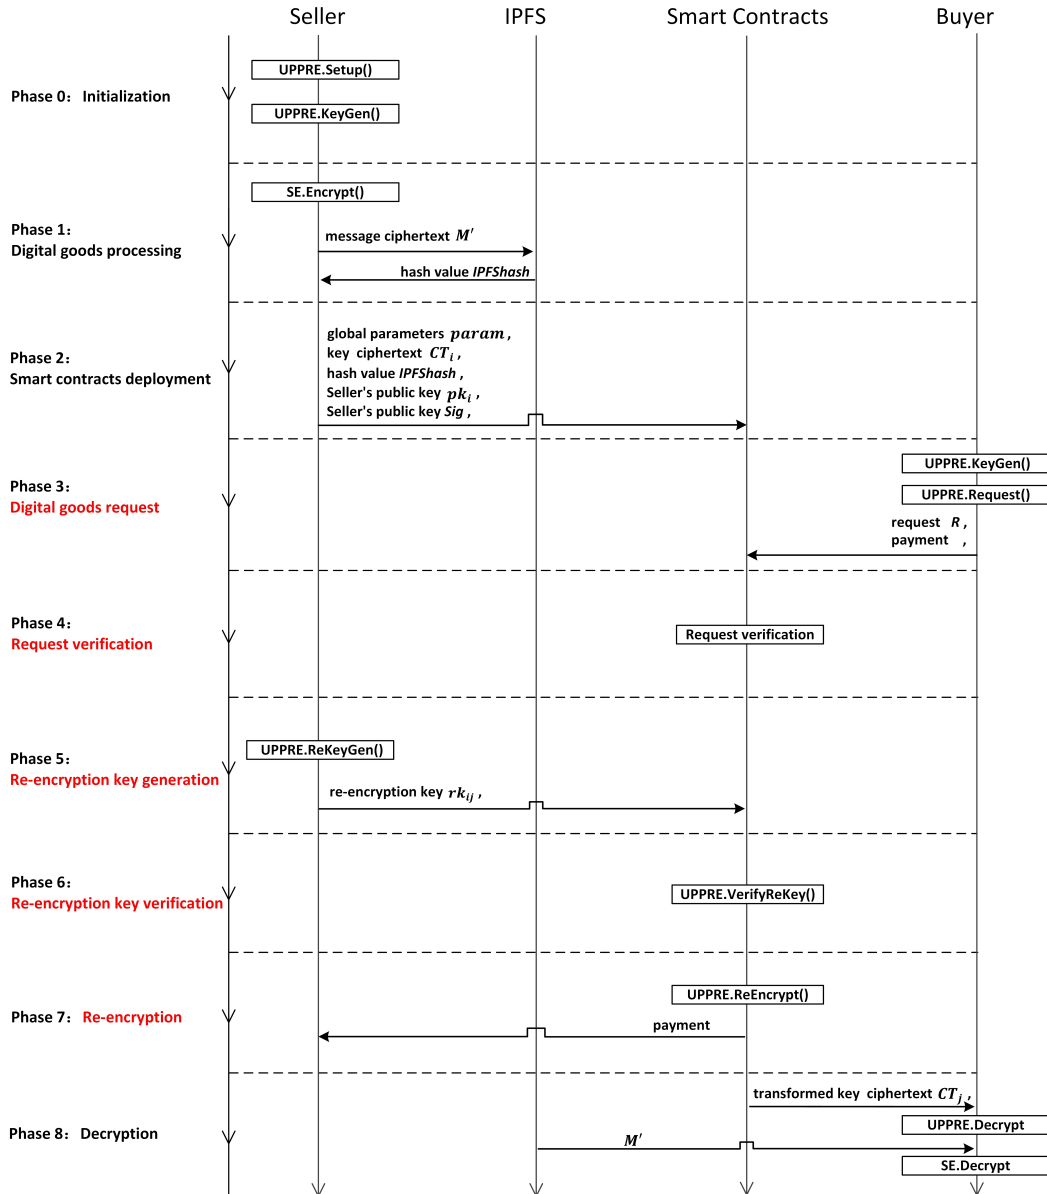 Seller IPFS Smart Contracts Buyer
UPPRE.Setup()
Phase 0: Initialization
UPPRE.KeyGen()
SE.Encrypt()
Phase 1:
Digital goods processing
message ciphertext M′
hash value IPFShash
Phase 2:
Smart contracts deployment
global parameters param,
key ciphertext CTᵢ,
hash value IPFShash,
Seller's public key pkᵢ,
Seller's public key Sig,
Phase 3:
Digital goods request
UPPRE.KeyGen()
UPPRE.Request()
request R,
payment ,
Phase 4:
Request verification
Request verification
Phase 5:
Re-encryption key generation
UPPRE.ReKeyGen()
re-encryption key rkᵢⱼ,
Phase 6:
Re-encryption key verification
UPPRE.VerifyReKey()
Phase 7: Re-encryption
UPPRE.ReEncrypt()
payment
Phase 8: Decryption
transformed key ciphertext CTⱼ,
UPPRE.Decrypt
M′
SE.Decrypt